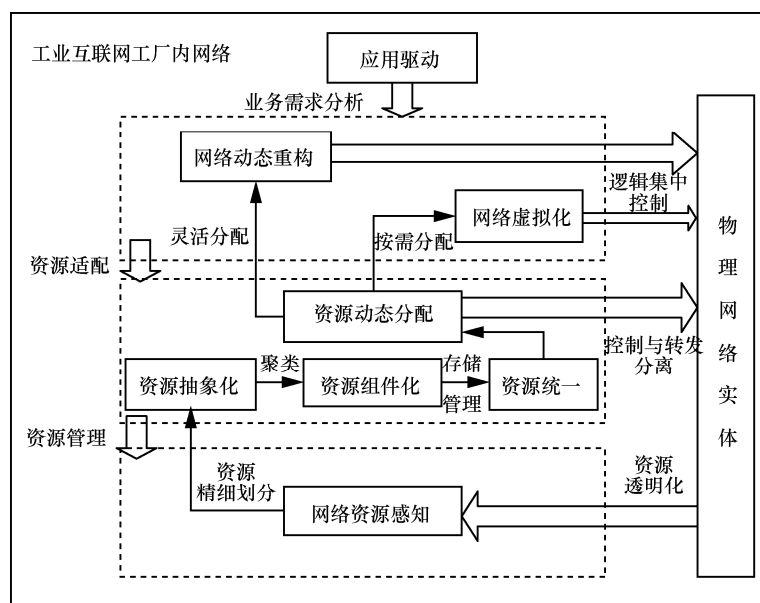 工业互联网工厂内网络
应用驱动
业务需求分析
网络动态重构
逻辑集中
控制
网络虚拟化
灵活分配
按需分配
资源适配
资源动态分配
控制与转发
分离
聚类
存储
管理
资源抽象化
资源组件化
资源统一
资源管理
资源
精细划分
网络资源感知
资源
透明化
物
理
网
络
实
体